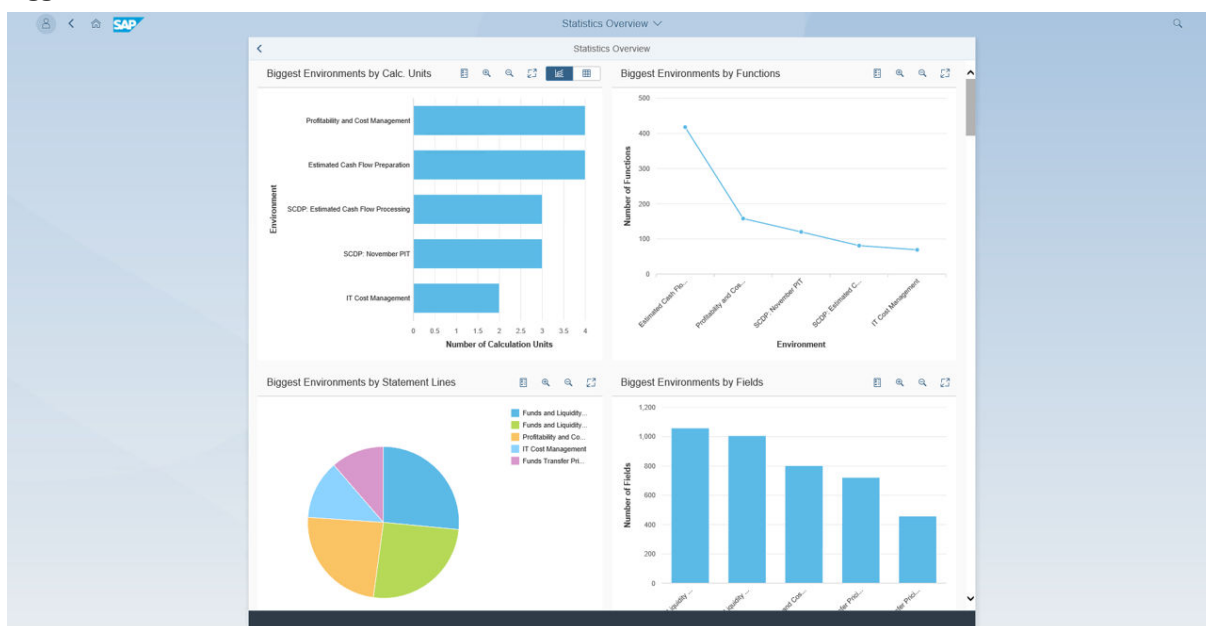 SAP
Statistics Overview
Statistics Overview
Biggest Environments by Calc. Units
Environment
Profitability and Cost Management
Estimated Cash Flow Preparation
SCDP: Estimated Cash Flow Processing
SCDP: November PIT
IT Cost Management
0 0.5 1 1.5 2 2.5 3 3.5 4
Number of Calculation Units
Biggest Environments by Functions
Number of Functions
500
400
300
200
100
0
Estimated Cash Flo...
Profitability and Cos...
SCDP: November PIT
SCDP: Estimated C...
IT Cost Management
Environment
Biggest Environments by Statement Lines
Funds and Liquidity...
Funds and Liquidity...
Profitability and Co...
IT Cost Management
Funds Transfer Pri...
Biggest Environments by Fields
Number of Fields
1,200
1,000
800
600
400
200
0